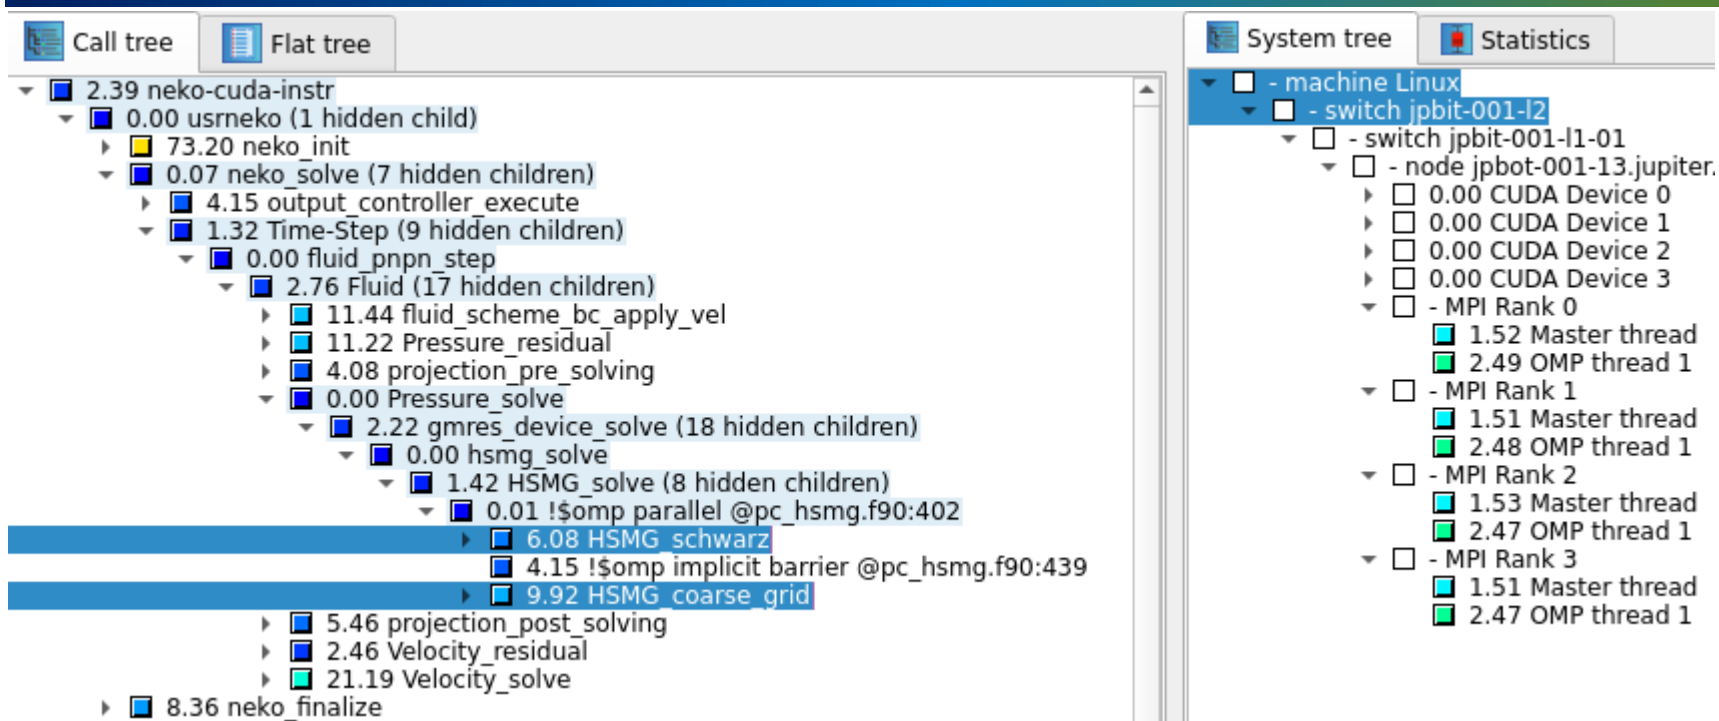 Call tree
Flat tree
2.39 neko-cuda-instr
0.00 usrneko (1 hidden child)
73.20 neko_init
0.07 neko_solve (7 hidden children)
4.15 output_controller_execute
1.32 Time-Step (9 hidden children)
0.00 fluid_pnpn_step
2.76 Fluid (17 hidden children)
11.44 fluid_scheme_bc_apply_vel
11.22 Pressure_residual
4.08 projection_pre_solving
0.00 Pressure_solve
2.22 gmres_device_solve (18 hidden children)
0.00 hsmg_solve
1.42 HSMG_solve (8 hidden children)
0.01 !$omp parallel @pc_hsmg.f90:402
6.08 HSMG_schwarz
4.15 !$omp implicit barrier @pc_hsmg.f90:439
9.92 HSMG_coarse_grid
5.46 projection_post_solving
2.46 Velocity_residual
21.19 Velocity_solve
8.36 neko_finalize
System tree
Statistics
- machine Linux
- switch jpbit-001-l2
- switch jpbit-001-l1-01
- node jpbot-001-13.jupiter.
0.00 CUDA Device 0
0.00 CUDA Device 1
0.00 CUDA Device 2
0.00 CUDA Device 3
- MPI Rank 0
1.52 Master thread
2.49 OMP thread 1
- MPI Rank 1
1.51 Master thread
2.48 OMP thread 1
- MPI Rank 2
1.53 Master thread
2.47 OMP thread 1
- MPI Rank 3
1.51 Master thread
2.47 OMP thread 1